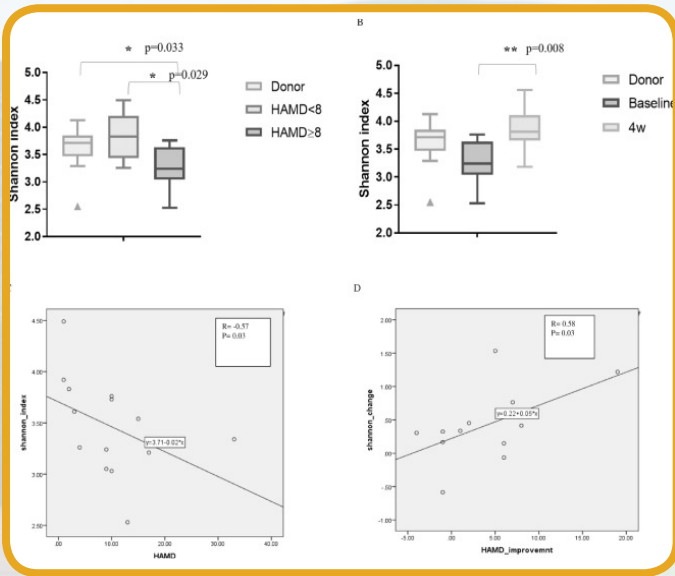 B
* p=0.033
* p=0.029
Shannon index
5.0
4.5
4.0
3.5
3.0
2.5
2.0
Donor
HAMD<8
HAMD≥8
** p=0.008
Shannon index
5.0
4.5
4.0
3.5
3.0
2.5
2.0
Donor
Baseline
4w
R= -0.57
P= 0.03
shannon_index
4.50
4.00
3.50
3.00
2.50
y=3.71-0.02*x
.00
10.00
20.00
30.00
40.00
HAMD
D
R= 0.58
P= 0.03
shannon_change
2.00
1.50
1.00
.50
.00
-.50
-1.00
y=0.22+0.05*x
-5.00
.00
5.00
10.00
15.00
20.00
HAMD_improvemnt